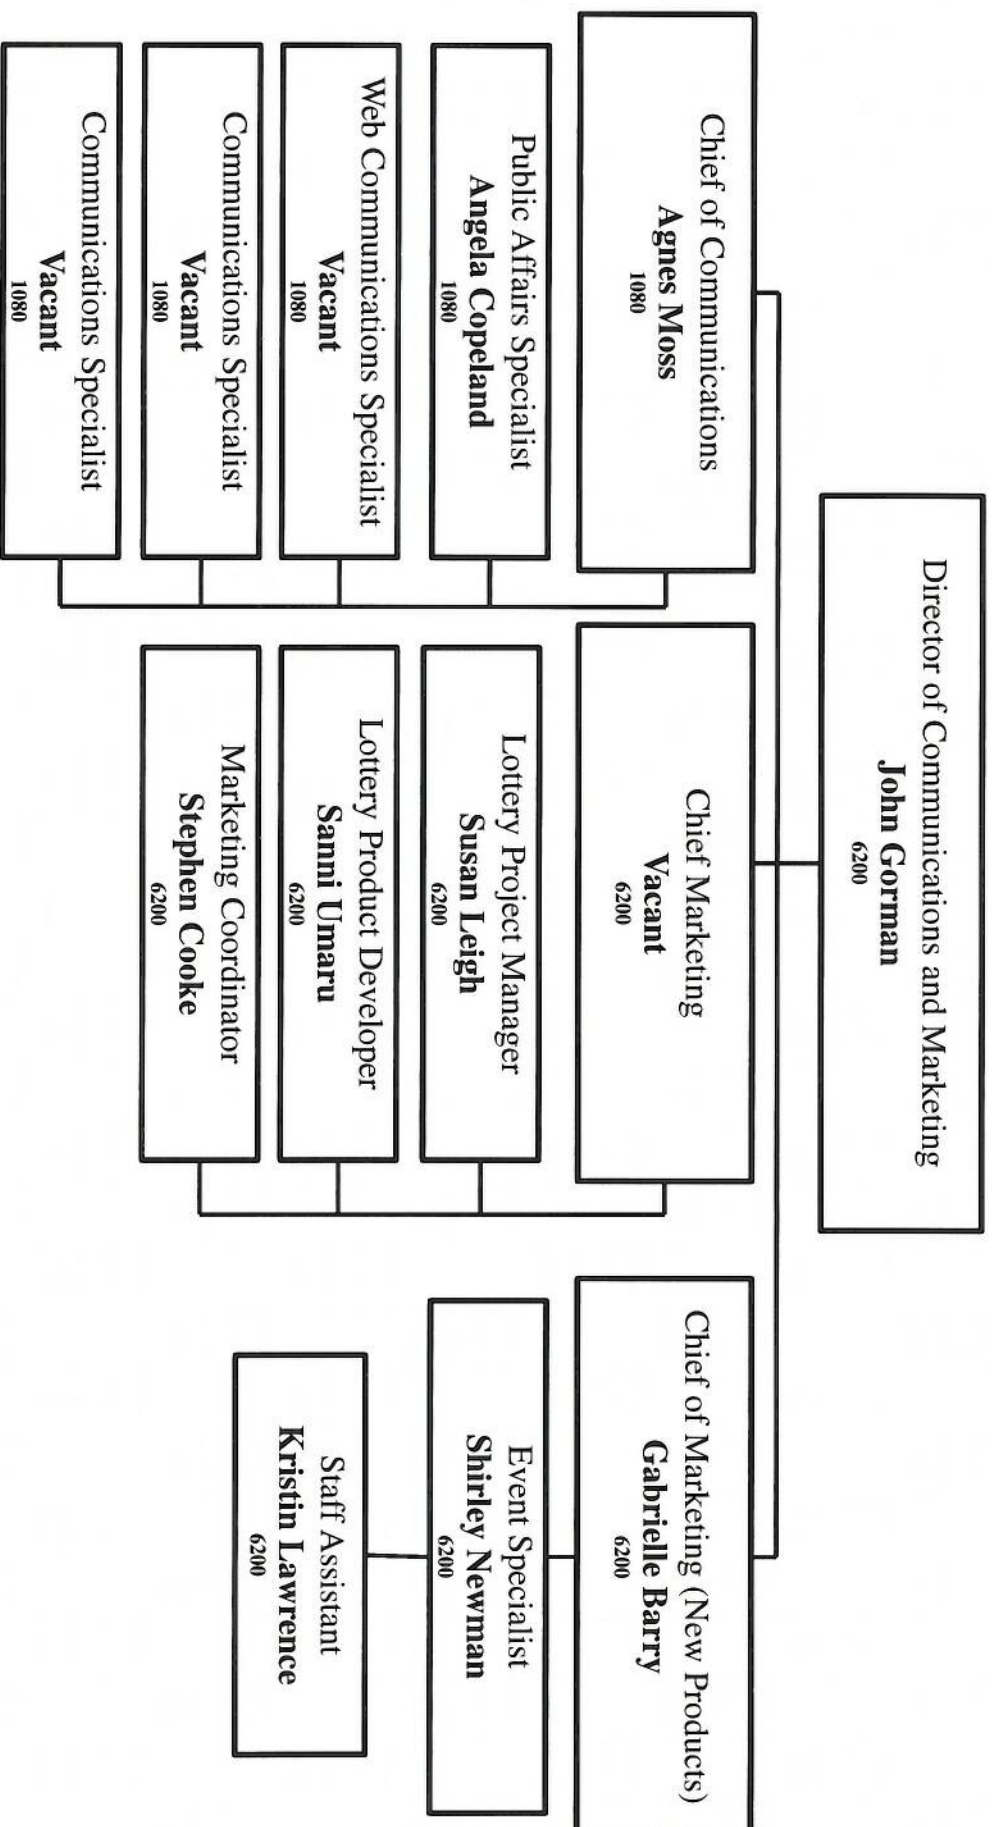 Director of Communications and Marketing
John Gorman
6200
Chief of Communications
Agnes Moss
1080
Public Affairs Specialist
Angela Copeland
1080
Web Communications Specialist
Vacant
1080
Communications Specialist
Vacant
1080
Communications Specialist
Vacant
1080
Chief Marketing
Vacant
6200
Lottery Project Manager
Susan Leigh
6200
Lottery Product Developer
Sanni Umaru
6200
Marketing Coordinator
Stephen Cooke
6200
Chief of Marketing (New Products)
Gabrielle Barry
6200
Event Specialist
Shirley Newman
6200
Staff Assistant
Kristin Lawrence
6200